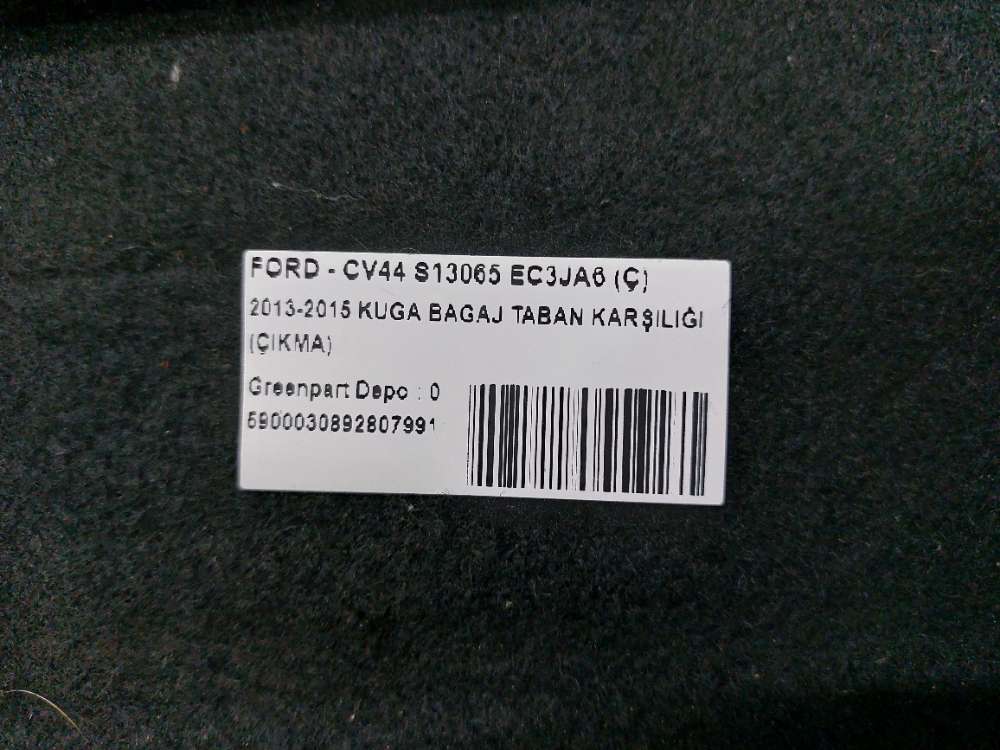 FORD - CV44 S13065 EC3JA6 (Ç)
2013-2015 KUGA BAGAJ TABAN KARŞILIĞI
(ÇIKMA)
Greenpart Depo : 0
5900030892807991